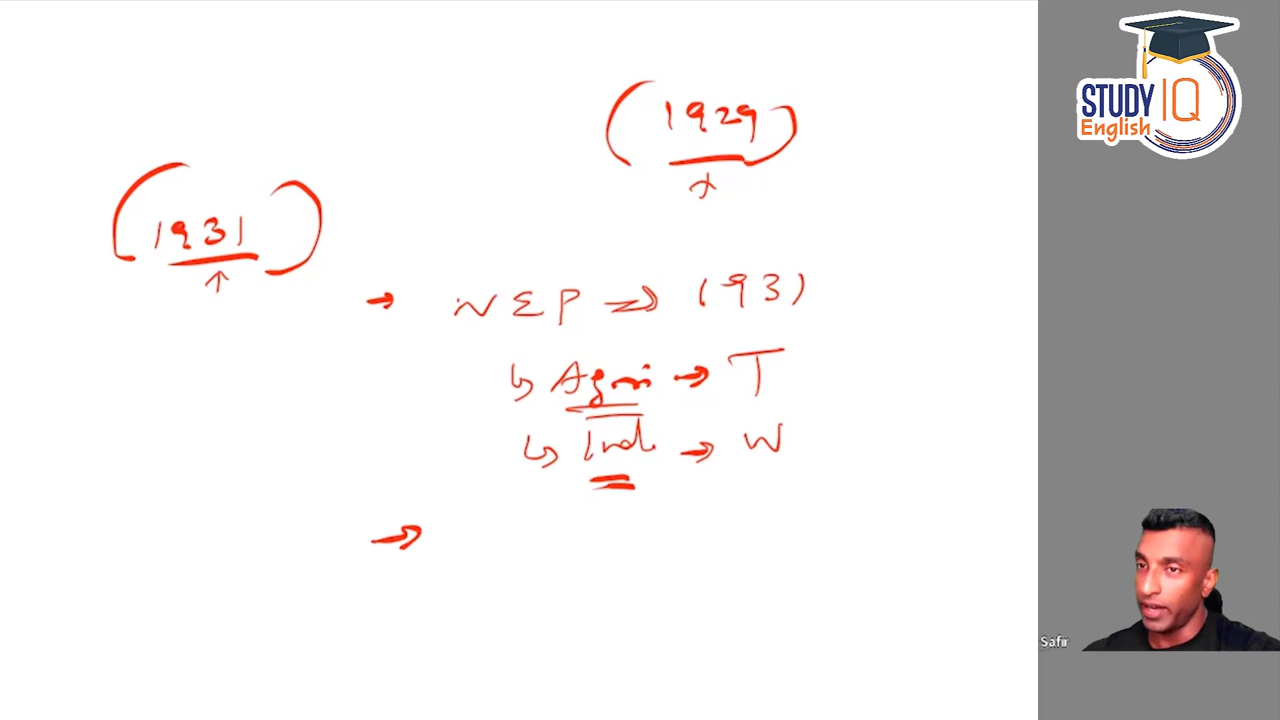 (1929)
(1931)
→ NEP ⇒ 1931
↳ Agri → T
↳ Ind → W
→
STUDY IQ
English
Safir